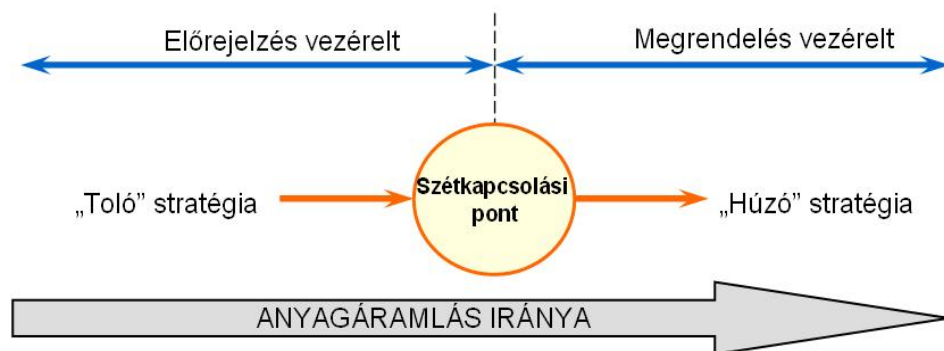 Előrejelzés vezérelt
Megrendelés vezérelt
„Toló” stratégia
Szétkapcsolási
pont
„Húzó” stratégia
ANYAGÁRAMLÁS IRÁNYA